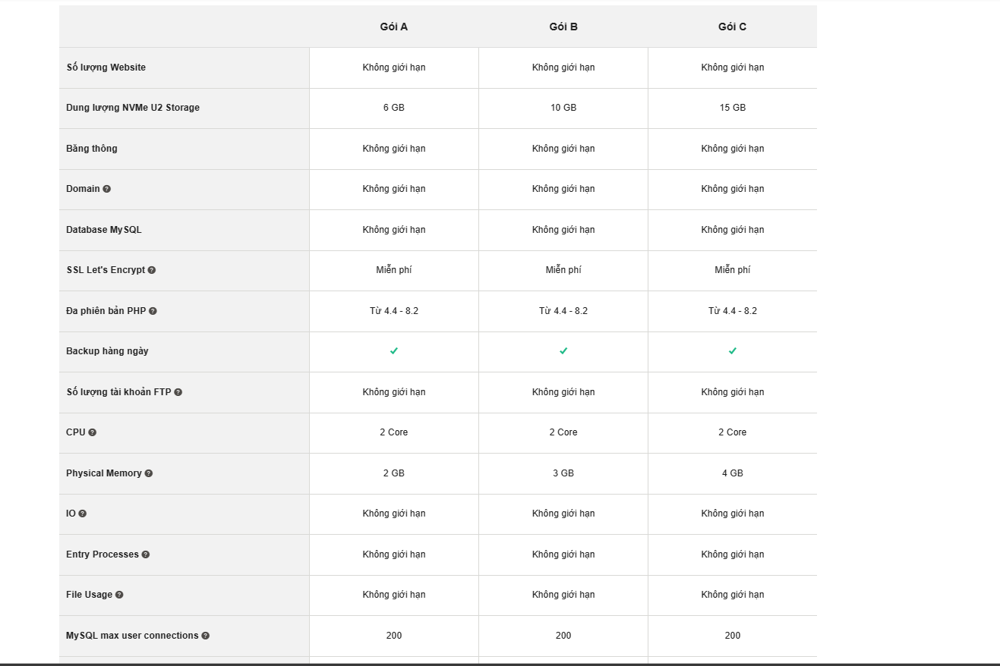 Gói A Gói B Gói C
Số lượng Website Không giới hạn Không giới hạn Không giới hạn
Dung lượng NVMe U2 Storage 6 GB 10 GB 15 GB
Băng thông Không giới hạn Không giới hạn Không giới hạn
Domain ? Không giới hạn Không giới hạn Không giới hạn
Database MySQL Không giới hạn Không giới hạn Không giới hạn
SSL Let's Encrypt ? Miễn phí Miễn phí Miễn phí
Đa phiên bản PHP ? Từ 4.4 - 8.2 Từ 4.4 - 8.2 Từ 4.4 - 8.2
Backup hàng ngày
Số lượng tài khoản FTP ? Không giới hạn Không giới hạn Không giới hạn
CPU ? 2 Core 2 Core 2 Core
Physical Memory ? 2 GB 3 GB 4 GB
IO ? Không giới hạn Không giới hạn Không giới hạn
Entry Processes ? Không giới hạn Không giới hạn Không giới hạn
File Usage ? Không giới hạn Không giới hạn Không giới hạn
MySQL max user connections ? 200 200 200